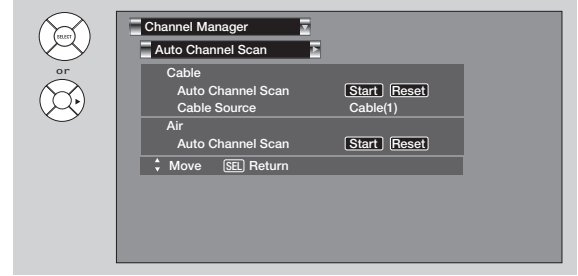 SELECT
or
Channel Manager
Auto Channel Scan
Cable
Auto Channel Scan Start Reset
Cable Source Cable(1)
Air
Auto Channel Scan Start Reset
Move SEL Return